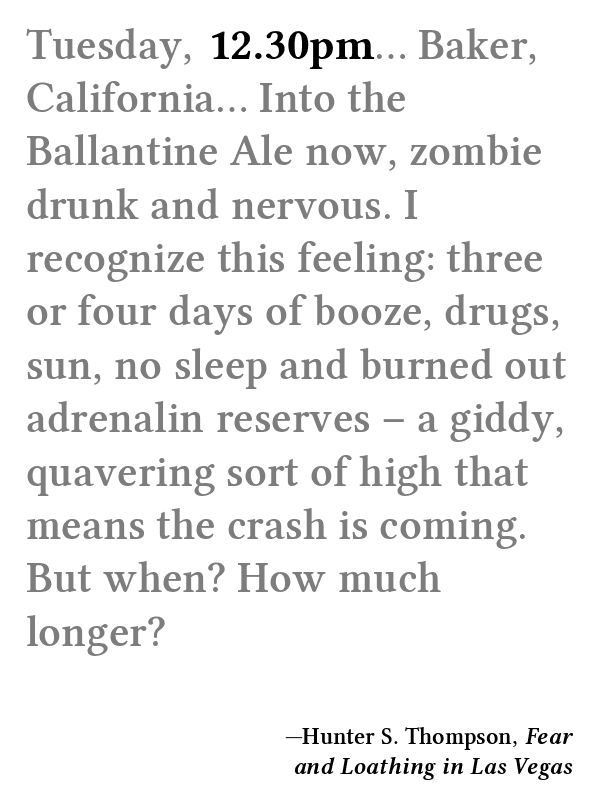 Tuesday, 12.30pm… Baker,
California… Into the
Ballantine Ale now, zombie
drunk and nervous. I
recognize this feeling: three
or four days of booze, drugs,
sun, no sleep and burned out
adrenalin reserves – a giddy,
quavering sort of high that
means the crash is coming.
But when? How much
longer?
—Hunter S. Thompson, Fear
and Loathing in Las Vegas